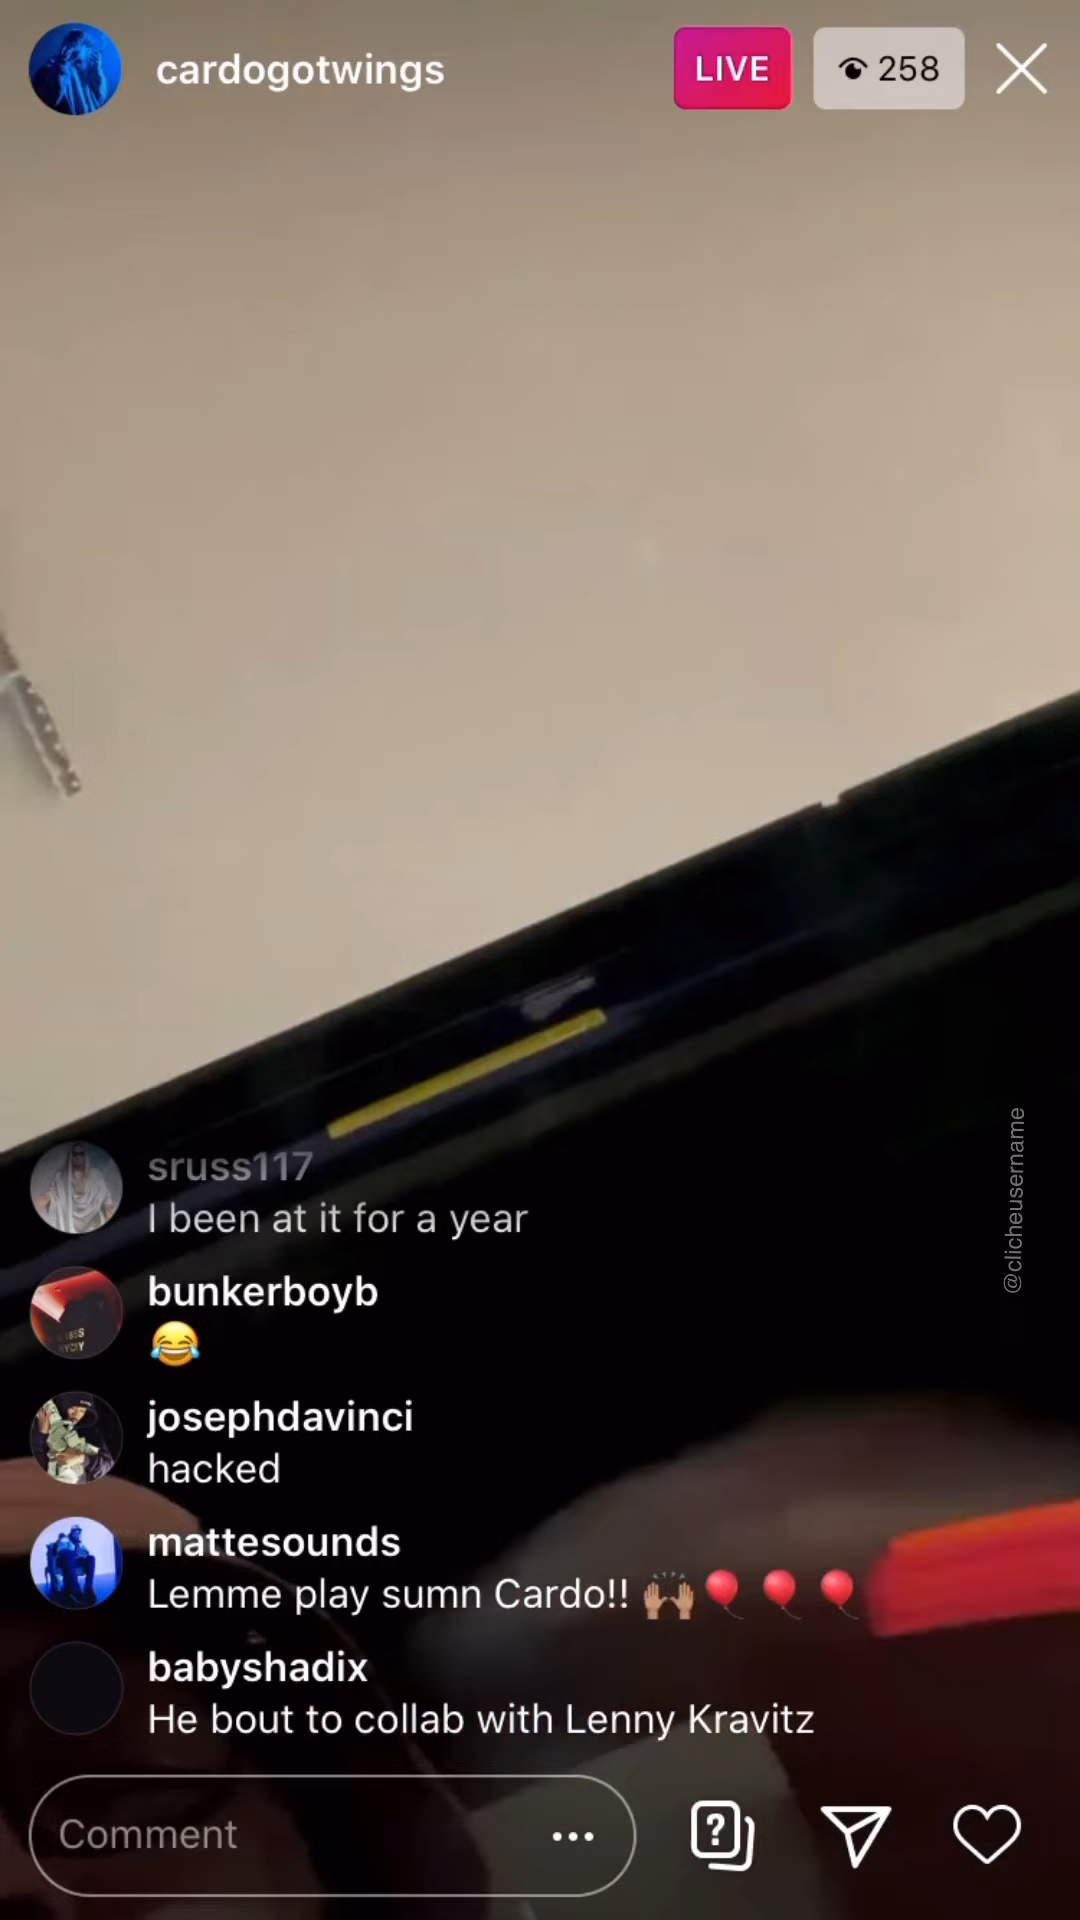 cardogotwings
LIVE
258
@clicheusername
sruss117
I been at it for a year
bunkerboyb
😂
josephdavinci
hacked
mattesounds
Lemme play sumn Cardo!! 🙌🏽🎈🎈🎈
babyshadix
He bout to collab with Lenny Kravitz
Comment